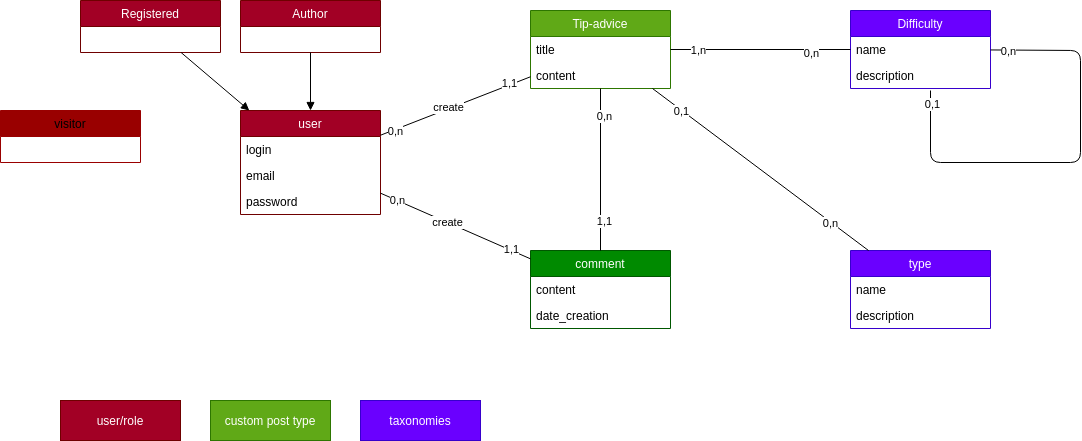 Registered
Author
Tip-advice
title
content
Difficulty
name
description
1,n
0,n
0,n
0,1
visitor
user
login
email
password
0,n
create
1,1
0,n
create
1,1
0,n
1,1
0,1
0,n
comment
content
date_creation
type
name
description
user/role
custom post type
taxonomies